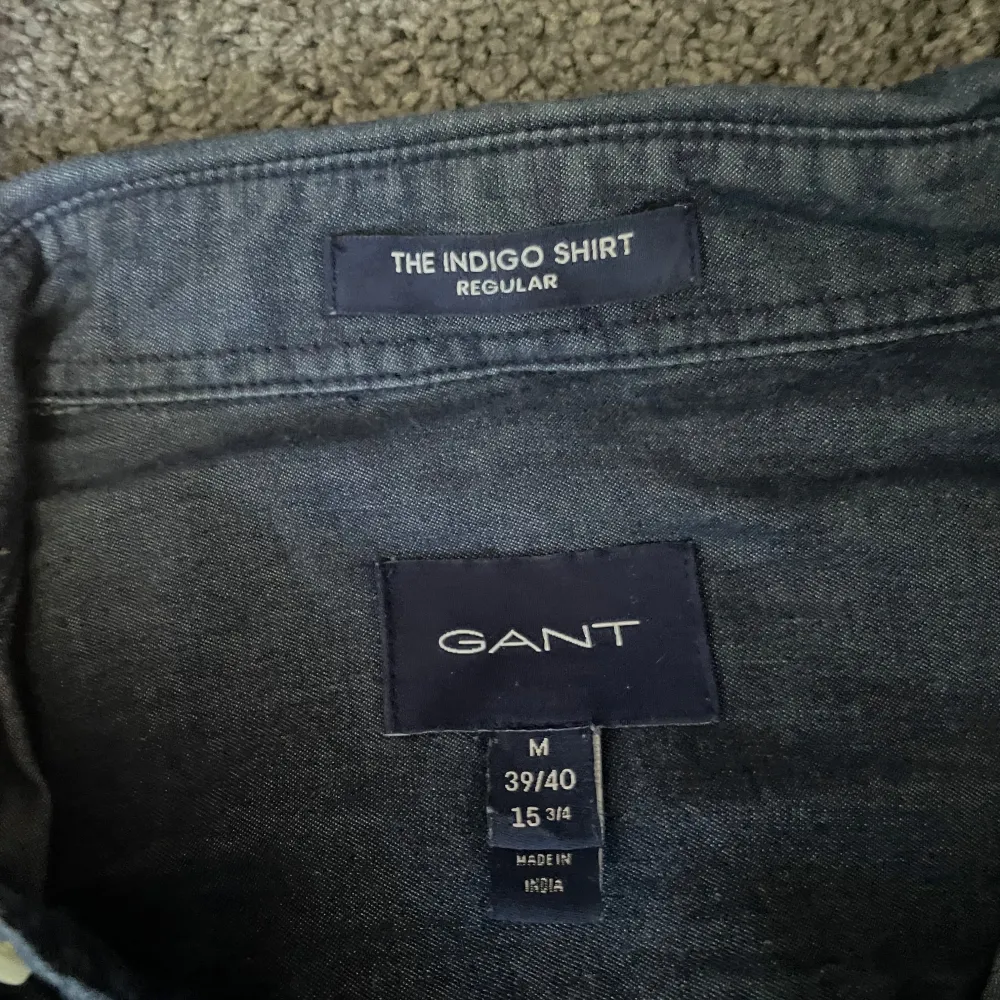 THE INDIGO SHIRT
REGULAR
GANT
M
39/40
15 3/4
MADE IN
INDIA